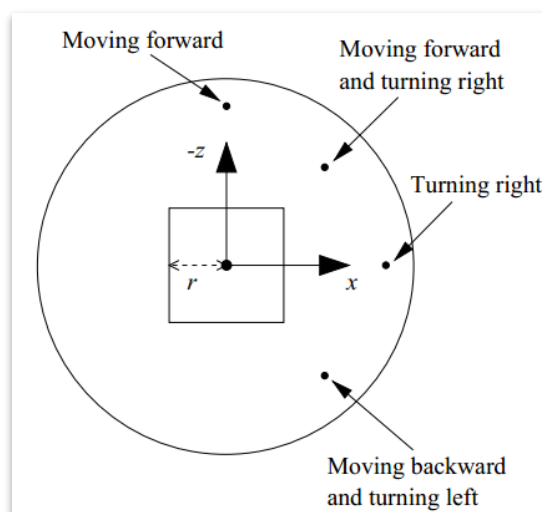 Moving forward
Moving forward
and turning right
-z
Turning right
r
x
Moving backward
and turning left